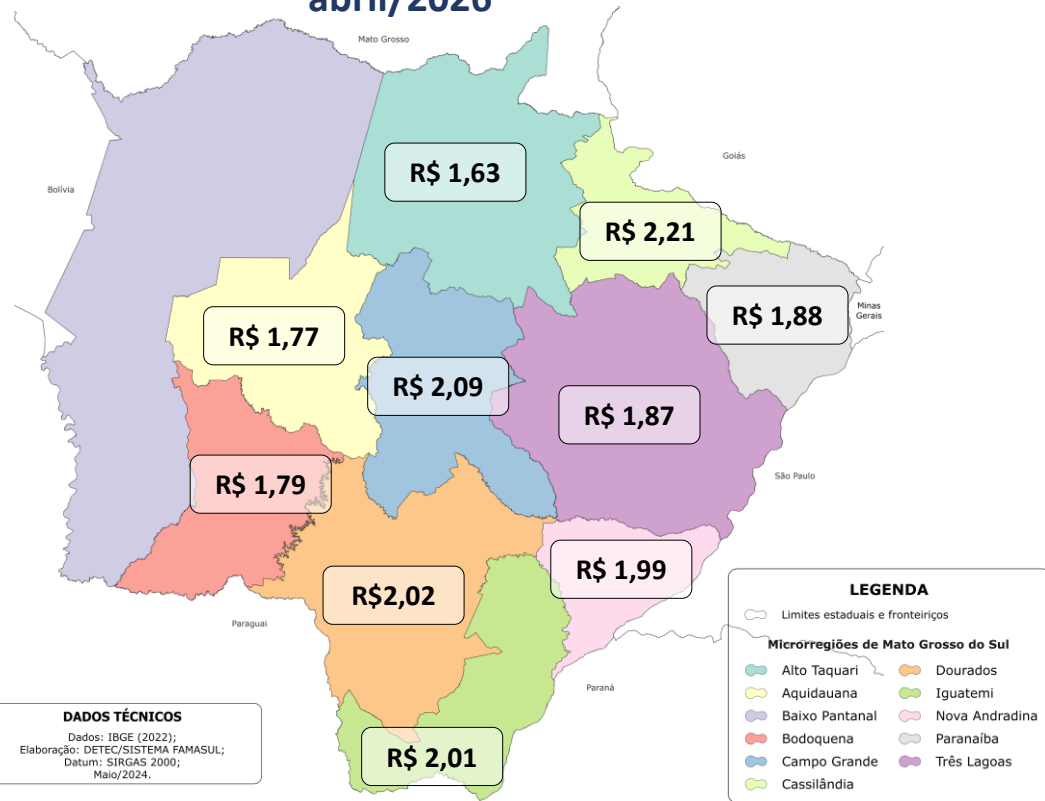 abril/2026
Mato Grosso
Goiás
Bolívia
R$ 1,63
R$ 2,21
Minas
Gerais
R$ 1,88
R$ 1,77
R$ 2,09
R$ 1,87
São Paulo
R$ 1,79
R$ 1,99
R$2,02
Paraguai
Paraná
R$ 2,01
DADOS TÉCNICOS
Dados: IBGE (2022);
Elaboração: DETEC/SISTEMA FAMASUL;
Datum: SIRGAS 2000;
Maio/2024.
LEGENDA
Limites estaduais e fronteiriços
Microrregiões de Mato Grosso do Sul
Alto Taquari
Aquidauana
Baixo Pantanal
Bodoquena
Campo Grande
Cassilândia
Dourados
Iguatemi
Nova Andradina
Paranaíba
Três Lagoas